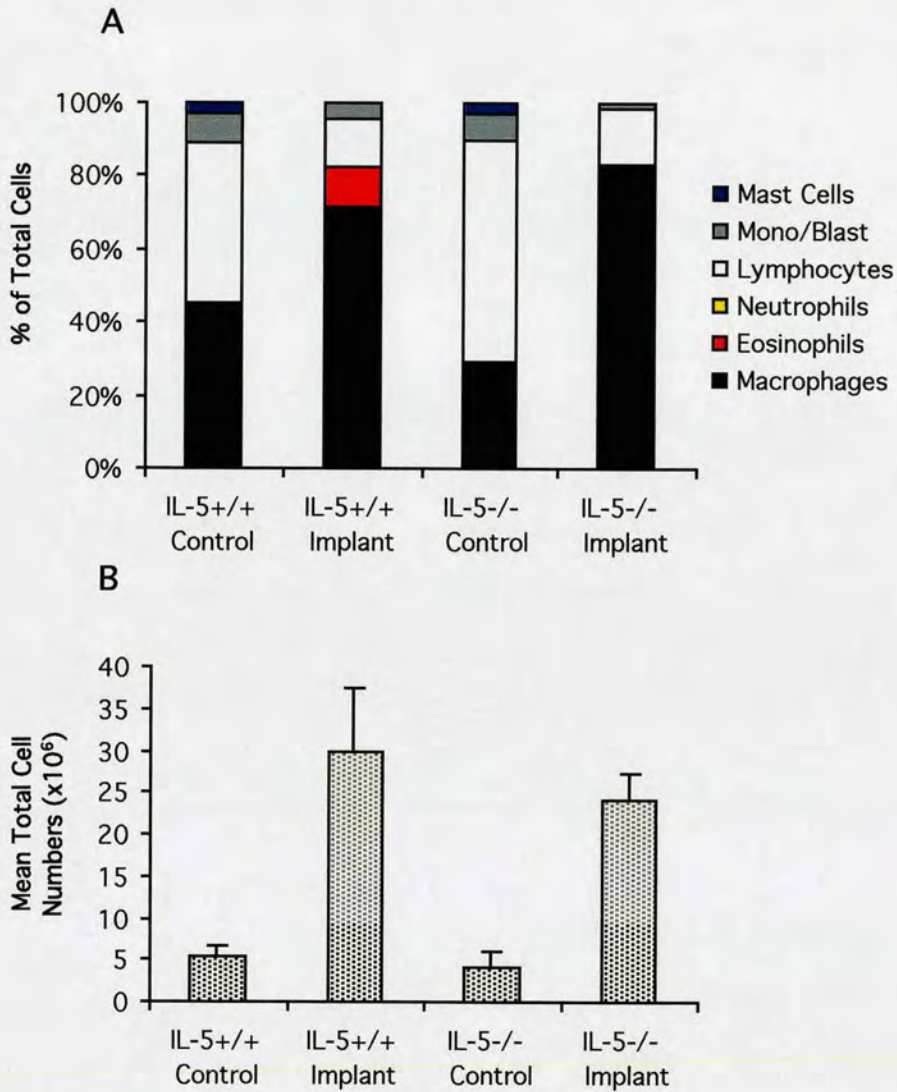 A
100%
80%
60%
40%
20%
0%
% of Total Cells
IL-5+/+
Control
IL-5+/+
Implant
IL-5-/-
Control
IL-5-/-
Implant
Mast Cells
Mono/Blast
Lymphocytes
Neutrophils
Eosinophils
Macrophages
B
40
35
30
25
20
15
10
5
0
Mean Total Cell
Numbers (x10⁶)
IL-5+/+
Control
IL-5+/+
Implant
IL-5-/-
Control
IL-5-/-
Implant